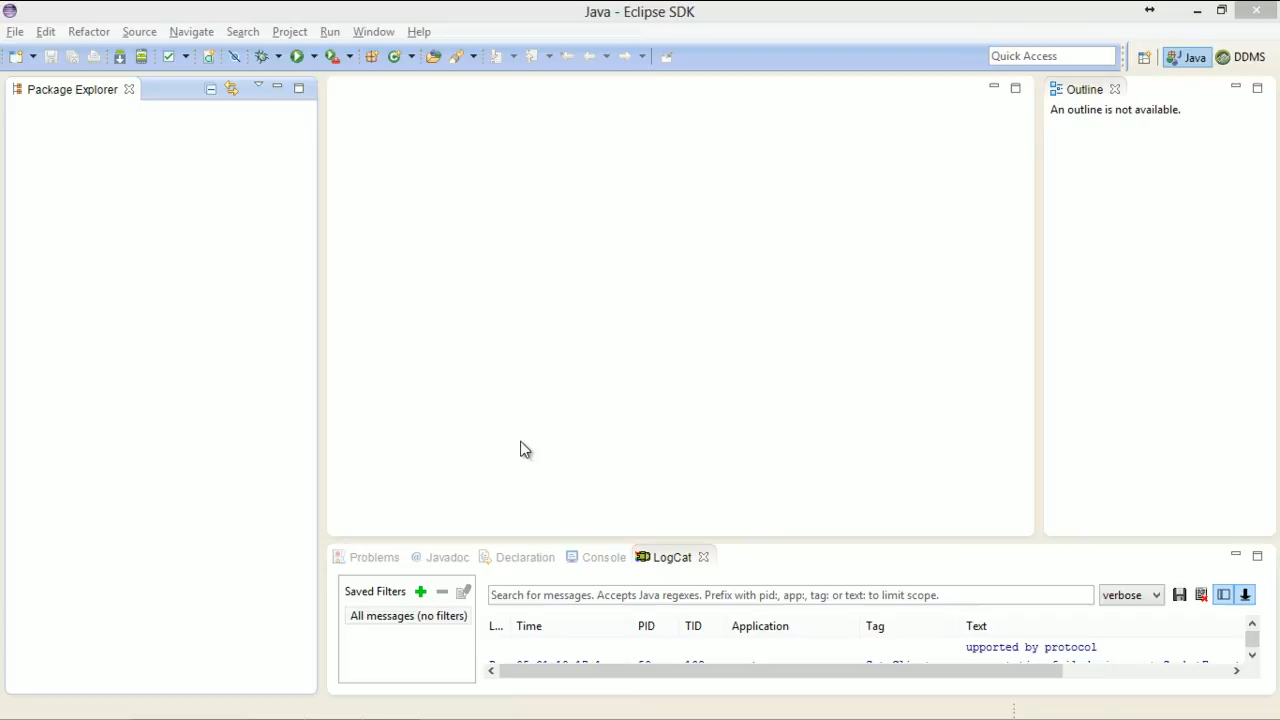 Java - Eclipse SDK
File Edit Refactor Source Navigate Search Project Run Window Help
Quick Access
Java
DDMS
Package Explorer
Outline
An outline is not available.
Problems @ Javadoc Declaration Console LogCat
Saved Filters
All messages (no filters)
Search for messages. Accepts Java regexes. Prefix with pid:, app:, tag: or text: to limit scope.
verbose
L... Time PID TID Application Tag Text
upported by protocol